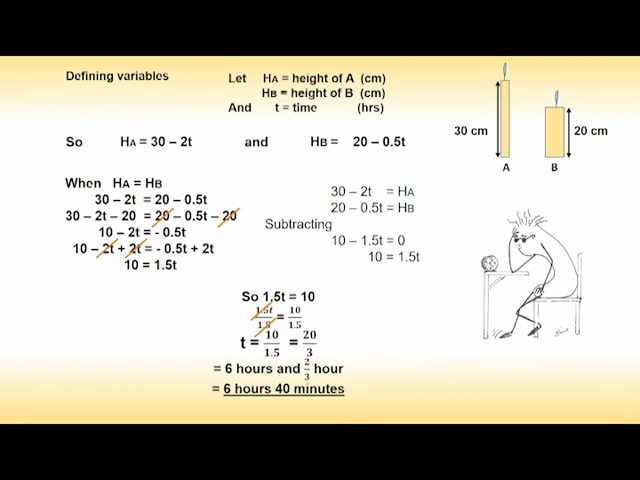 Defining variables
Let HA = height of A (cm)
HB = height of B (cm)
And t = time (hrs)
So HA = 30 – 2t and HB = 20 – 0.5t
30 cm
20 cm
A B
When HA = HB
30 – 2t = 20 – 0.5t
30 – 2t – 20 = 20 – 0.5t – 20
10 – 2t = - 0.5t
10 – 2t + 2t = - 0.5t + 2t
10 = 1.5t
30 – 2t = HA
20 – 0.5t = HB
Subtracting
10 – 1.5t = 0
10 = 1.5t
So 1.5t = 10
1.5t/1.5 = 10/1.5
t = 10/1.5 = 20/3
= 6 hours and 2/3 hour
= 6 hours 40 minutes